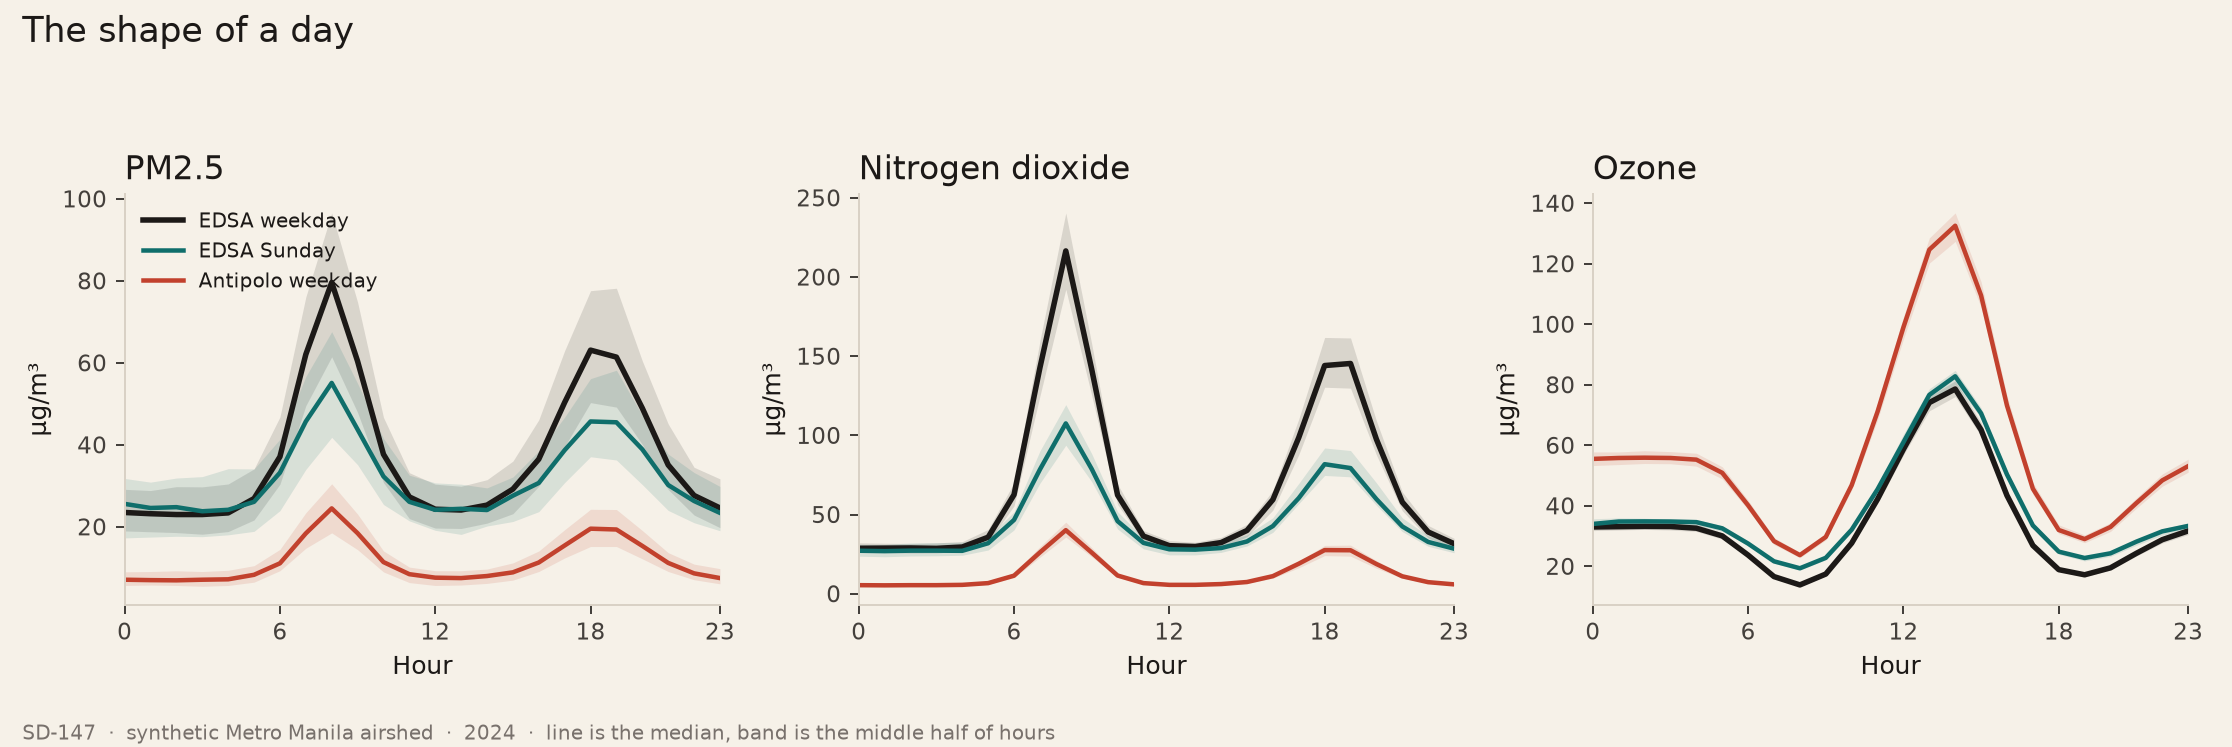 The shape of a day
PM2.5
100
80
60
40
20
µg/m³
EDSA weekday
EDSA Sunday
Antipolo weekday
0 6 12 18 23
Hour
Nitrogen dioxide
250
200
150
100
50
0
µg/m³
0 6 12 18 23
Hour
Ozone
140
120
100
80
60
40
20
µg/m³
0 6 12 18 23
Hour
SD-147 · synthetic Metro Manila airshed · 2024 · line is the median, band is the middle half of hours